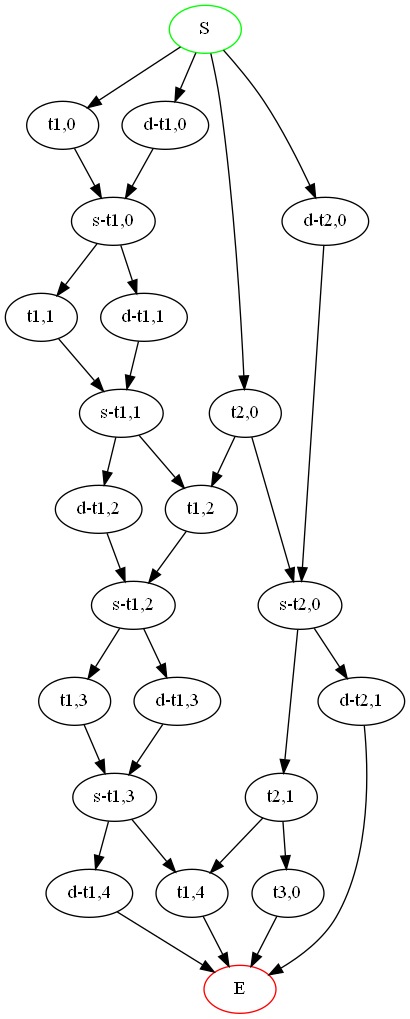 S
t1,0
d-t1,0
s-t1,0
d-t2,0
t1,1
d-t1,1
s-t1,1
t2,0
d-t1,2
t1,2
s-t1,2
s-t2,0
t1,3
d-t1,3
d-t2,1
s-t1,3
t2,1
d-t1,4
t1,4
t3,0
E